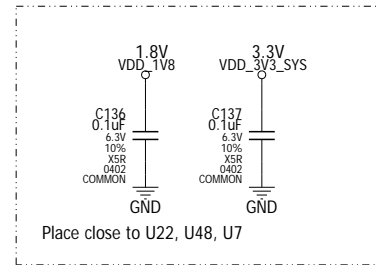 1.8V
VDD_1V8
C136
0.1uF
6.3V
10%
X5R
0402
COMMON
GND
3.3V
VDD_3V3_SYS
C137
0.1uF
6.3V
10%
X5R
0402
COMMON
GND
Place close to U22, U48, U7